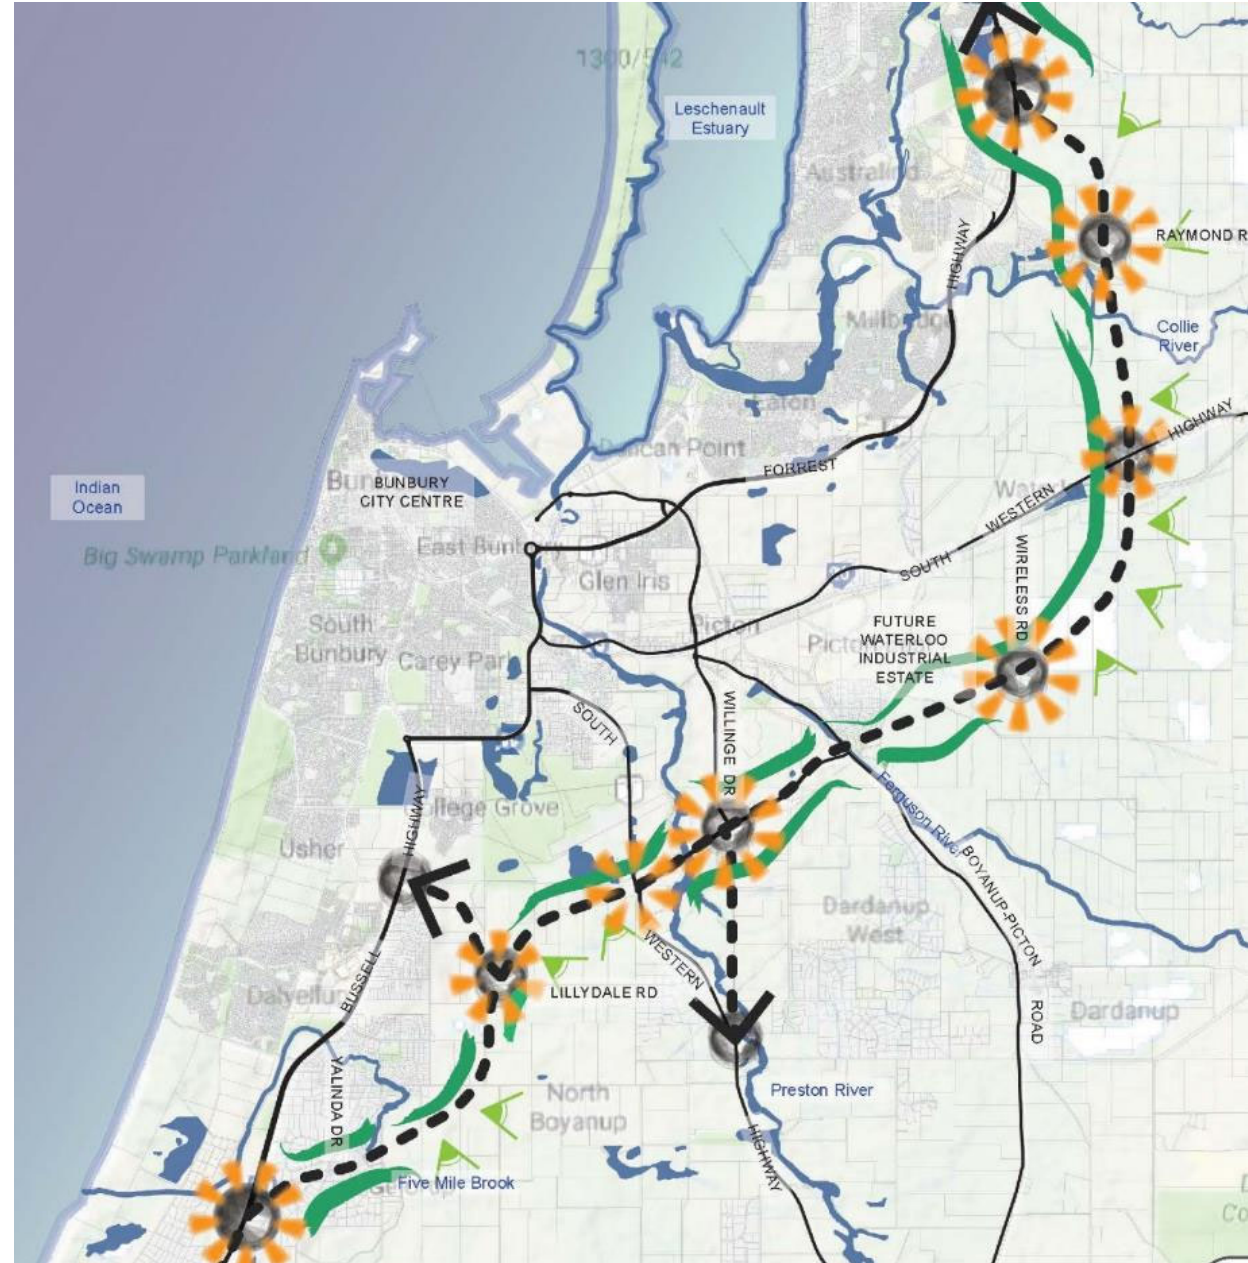 1300/542
Leschenault
Estuary
Australind
HIGHWAY
RAYMOND R
Collie
River
Eaton
HIGHWAY
FORREST
BUNBURY
CITY CENTRE
Indian
Ocean
WESTERN
SOUTH
WIRELESS RD
Big Swamp Parkland
East Bunbury
Glen Iris
Picton
FUTURE
WATERLOO
INDUSTRIAL
ESTATE
South
Bunbury
Carey Park
SOUTH
WILLINGE DR
Ferguson River
BOYANUP-PICTON
ROAD
College Grove
HIGHWAY
Usher
Dardanup
West
WESTERN
LILLYDALE RD
BUSSELL
Dalyellup
Dardanup
YALINDA DR
Preston River
North
Boyanup
HIGHWAY
Five Mile Brook
Co